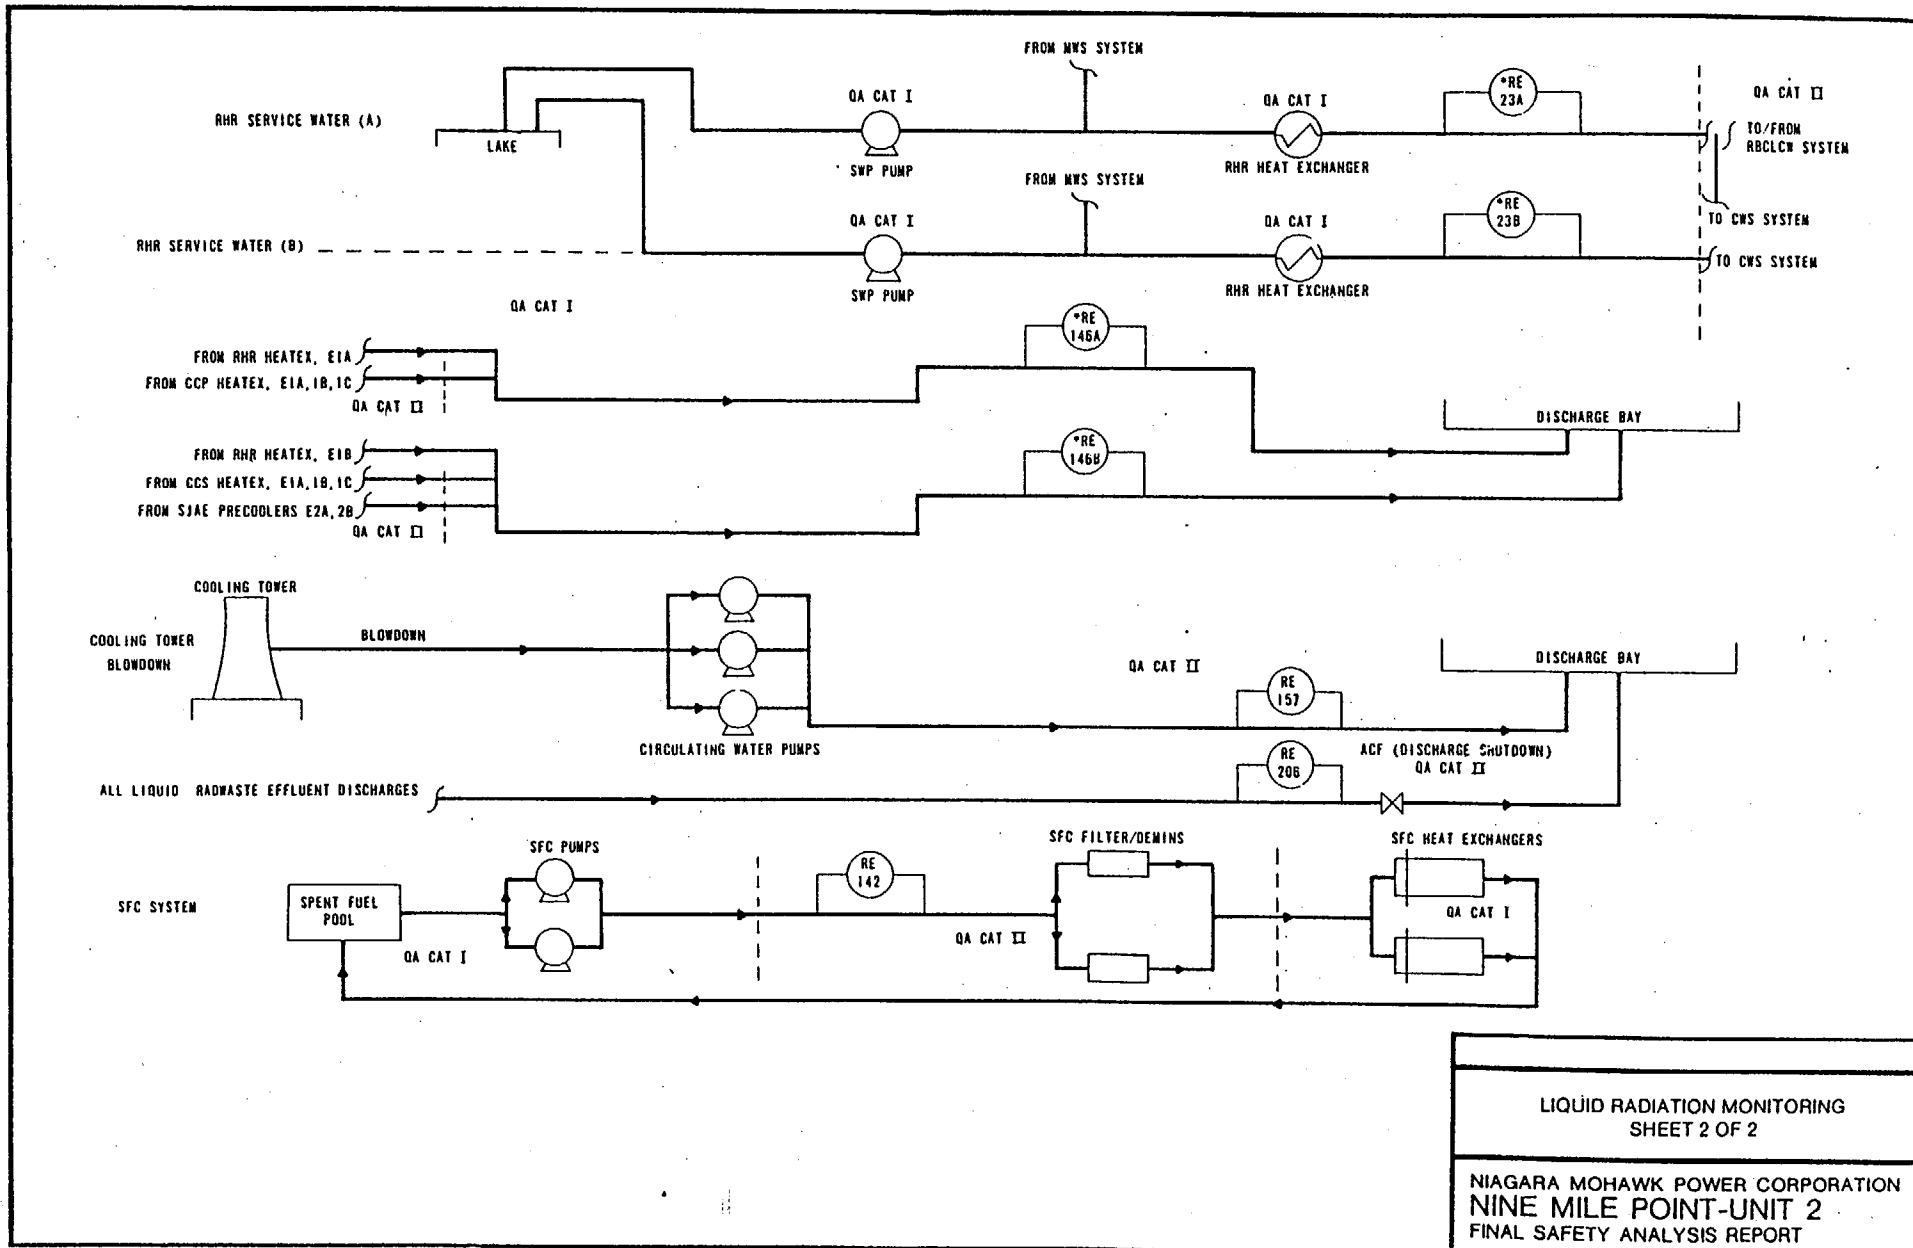 FROM MWS SYSTEM
QA CAT I
QA CAT I
*RE
23A
QA CAT II
RHR SERVICE WATER (A)
LAKE
SWP PUMP
RHR HEAT EXCHANGER
TO/FROM
RBCLCW SYSTEM
FROM MWS SYSTEM
QA CAT I
QA CAT I
*RE
23B
TO CWS SYSTEM
RHR SERVICE WATER (B)
TO CWS SYSTEM
SWP PUMP
RHR HEAT EXCHANGER
QA CAT I
*RE
146A
FROM RHR HEATEX, E1A
FROM CCP HEATEX, E1A,1B,1C
QA CAT II
DISCHARGE BAY
*RE
146B
FROM RHR HEATEX, E1B
FROM CCS HEATEX, E1A,1B,1C
FROM SJAE PRECOOLERS E2A,2B
QA CAT II
COOLING TOWER
COOLING TOWER
BLOWDOWN
BLOWDOWN
CIRCULATING WATER PUMPS
QA CAT II
RE
157
DISCHARGE BAY
ACF (DISCHARGE SHUTDOWN)
QA CAT II
RE
206
ALL LIQUID RADWASTE EFFLUENT DISCHARGES
SFC SYSTEM
SPENT FUEL
POOL
QA CAT I
SFC PUMPS
RE
142
QA CAT II
SFC FILTER/DEMINS
SFC HEAT EXCHANGERS
QA CAT I
LIQUID RADIATION MONITORING
SHEET 2 OF 2
NIAGARA MOHAWK POWER CORPORATION
NINE MILE POINT-UNIT 2
FINAL SAFETY ANALYSIS REPORT